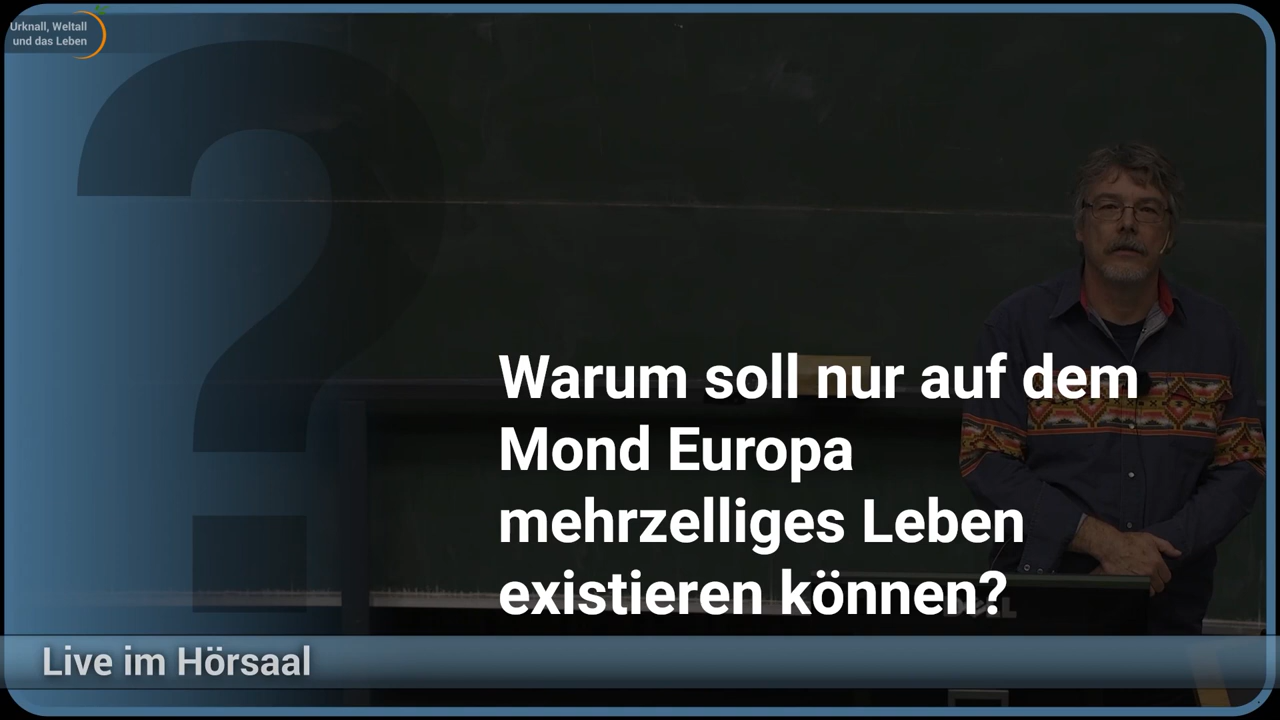 Urknall, Weltall
und das Leben
Warum soll nur auf dem
Mond Europa
mehrzelliges Leben
existieren können?
DELL
Live im Hörsaal